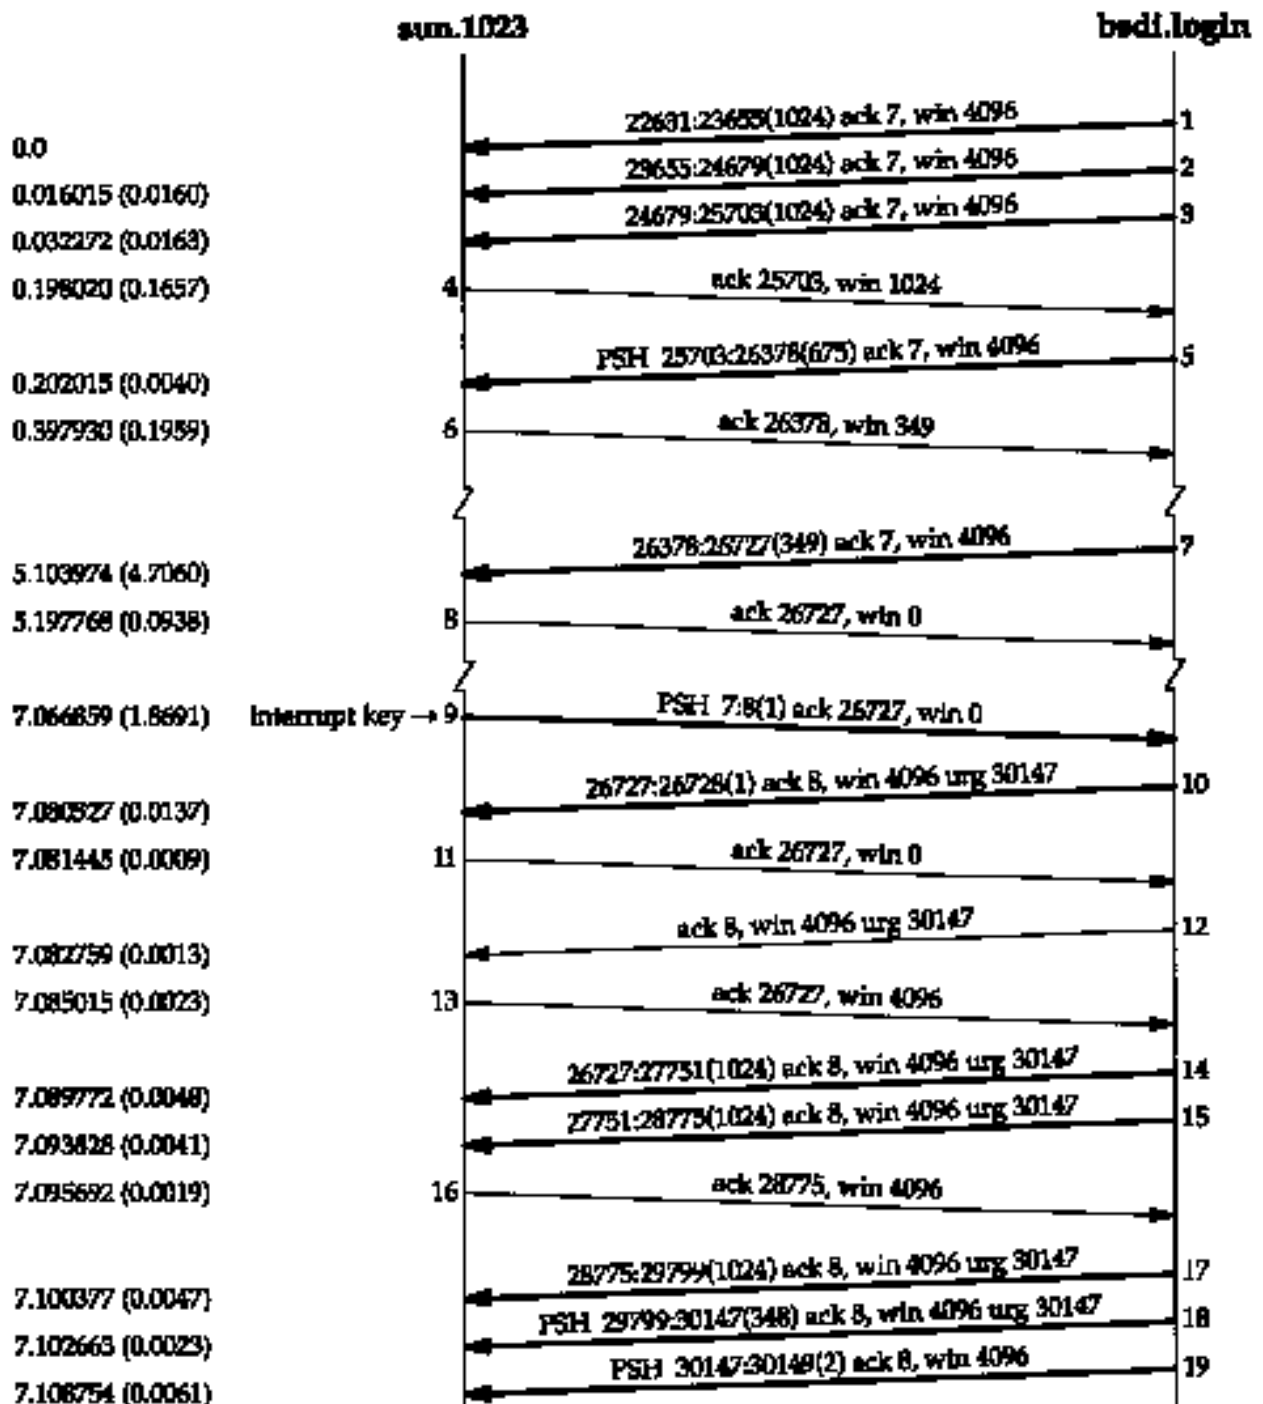 sun.1023 bsdi.login
22631:23655(1024) ack 7, win 4096 1
0.0
23655:24679(1024) ack 7, win 4096 2
0.016015 (0.0160)
24679:25703(1024) ack 7, win 4096 3
0.032272 (0.0163)
0.198020 (0.1657) 4 ack 25703, win 1024
PSH 25703:26378(675) ack 7, win 4096 5
0.202015 (0.0040)
0.397930 (0.1959) 6 ack 26378, win 349
26378:26727(349) ack 7, win 4096 7
5.103974 (4.7060)
5.197768 (0.0938) 8 ack 26727, win 0
7.066859 (1.8691) Interrupt key → 9 PSH 7:8(1) ack 26727, win 0
26727:26728(1) ack 8, win 4096 urg 30147 10
7.080527 (0.0137)
7.081445 (0.0009) 11 ack 26727, win 0
ack 8, win 4096 urg 30147 12
7.082759 (0.0013)
7.085015 (0.0023) 13 ack 26727, win 4096
26727:27751(1024) ack 8, win 4096 urg 30147 14
7.089772 (0.0048)
27751:28775(1024) ack 8, win 4096 urg 30147 15
7.093828 (0.0041)
7.095692 (0.0019) 16 ack 28775, win 4096
28775:29799(1024) ack 8, win 4096 urg 30147 17
7.100377 (0.0047)
PSH 29799:30147(348) ack 8, win 4096 urg 30147 18
7.102663 (0.0023)
PSH 30147:30149(2) ack 8, win 4096 19
7.108754 (0.0061)